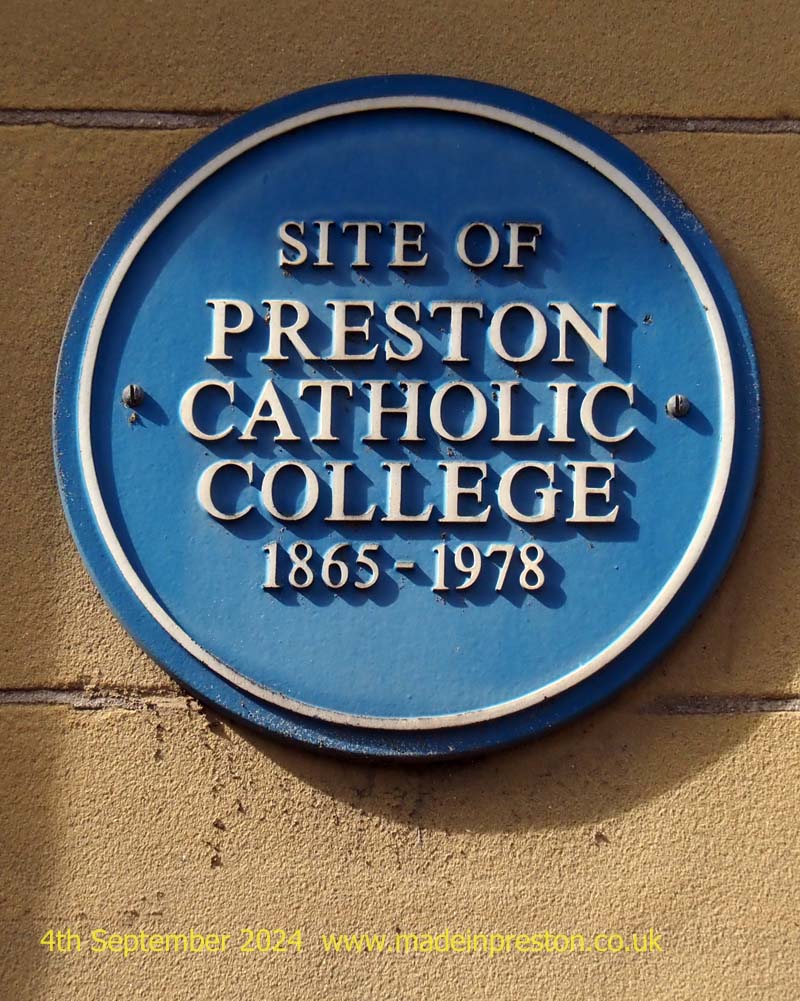 SITE OF
PRESTON
CATHOLIC
COLLEGE
1865-1978
4th September 2024 www.madeinpreston.co.uk